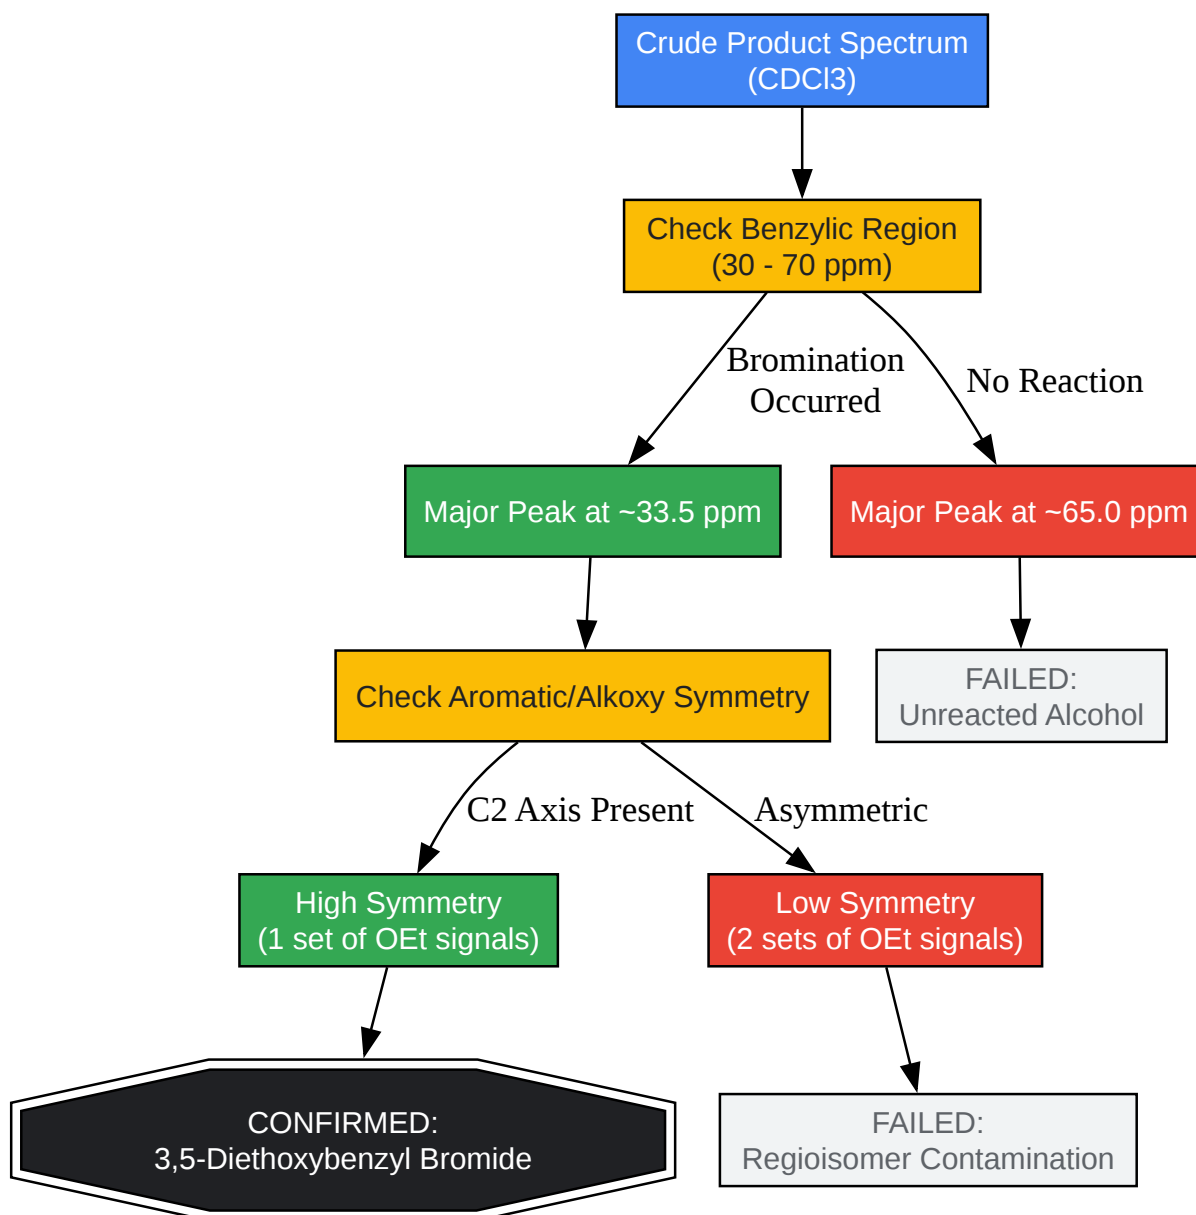 Crude Product Spectrum
(CDCl3)
Check Benzylic Region
(30 - 70 ppm)
Bromination
Occurred
No Reaction
Major Peak at ~33.5 ppm
Major Peak at ~65.0 ppm
Check Aromatic/Alkoxy Symmetry
FAILED:
Unreacted Alcohol
C2 Axis Present
Asymmetric
High Symmetry
(1 set of OEt signals)
Low Symmetry
(2 sets of OEt signals)
CONFIRMED:
3,5-Diethoxybenzyl Bromide
FAILED:
Regioisomer Contamination